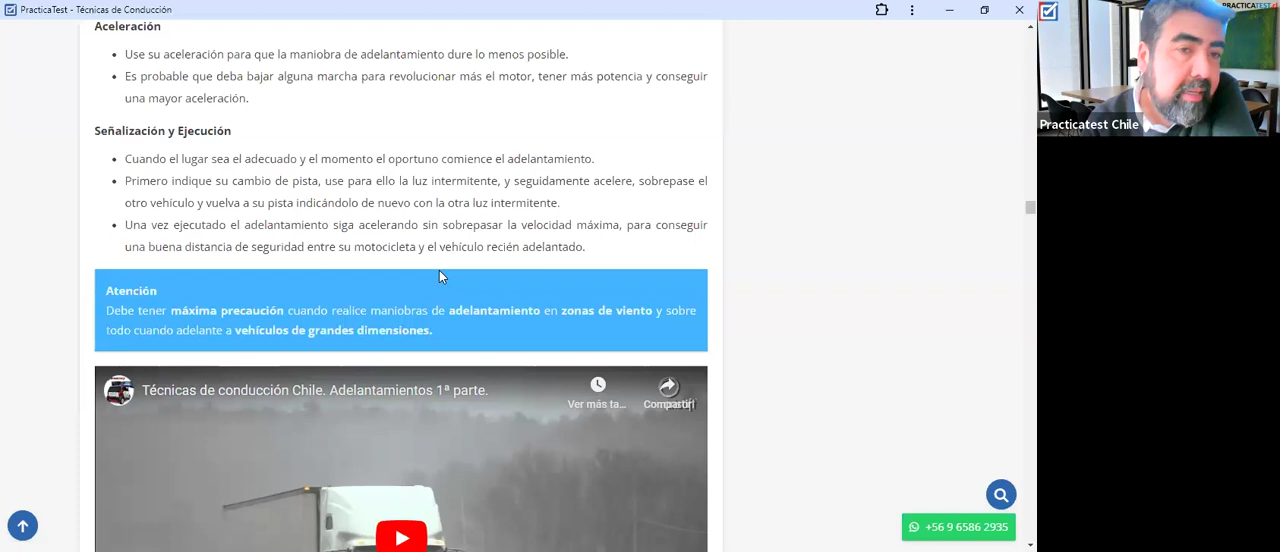 PracticaTest - Técnicas de Conducción
PRACTICATEST
Aceleración
• Use su aceleración para que la maniobra de adelantamiento dure lo menos posible.
• Es probable que deba bajar alguna marcha para revolucionar más el motor, tener más potencia y conseguir
una mayor aceleración.
Señalización y Ejecución
• Cuando el lugar sea el adecuado y el momento el oportuno comience el adelantamiento.
• Primero indique su cambio de pista, use para ello la luz intermitente, y seguidamente acelere, sobrepase el
otro vehículo y vuelva a su pista indicándolo de nuevo con la otra luz intermitente.
• Una vez ejecutado el adelantamiento siga acelerando sin sobrepasar la velocidad máxima, para conseguir
una buena distancia de seguridad entre su motocicleta y el vehículo recién adelantado.
Atención
Debe tener máxima precaución cuando realice maniobras de adelantamiento en zonas de viento y sobre
todo cuando adelante a vehículos de grandes dimensiones.
Técnicas de conducción Chile. Adelantamientos 1ª parte.
Ver más ta...
Compartir
+56 9 6586 2935
Practicatest Chile